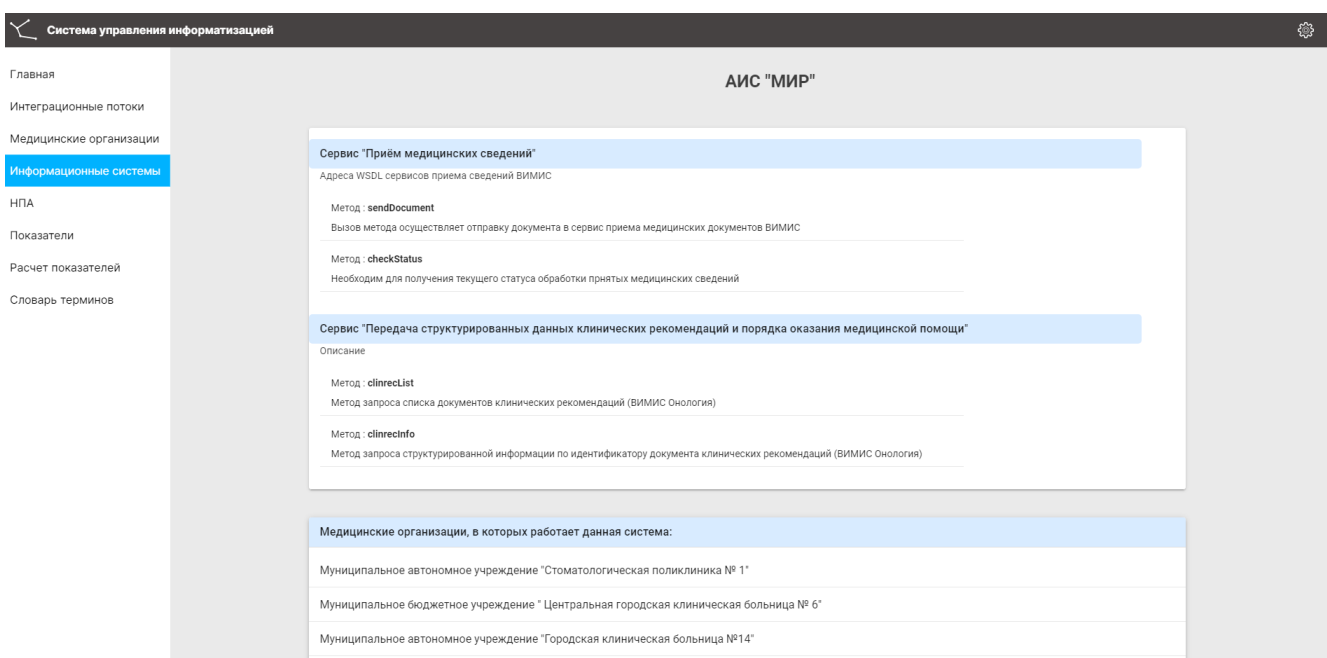 Система управления информатизацией
Главная
Интеграционные потоки
Медицинские организации
Информационные системы
НПА
Показатели
Расчет показателей
Словарь терминов
АИС "МИР"
Сервис "Приём медицинских сведений"
Адреса WSDL сервисов приема сведений ВИМИС
Метод : sendDocument
Вызов метода осуществляет отправку документа в сервис приема медицинских документов ВИМИС
Метод : checkStatus
Необходим для получения текущего статуса обработки прнятых медицинских сведений
Сервис "Передача структурированных данных клинических рекомендаций и порядка оказания медицинской помощи"
Описание
Метод : clinrecList
Метод запроса списка документов клинических рекомендаций (ВИМИС Онология)
Метод : clinrecInfo
Метод запроса структурированной информации по идентификатору документа клинических рекомендаций (ВИМИС Онология)
Медицинские организации, в которых работает данная система:
Муниципальное автономное учреждение "Стоматологическая поликлиника № 1"
Муниципальное бюджетное учреждение " Центральная городская клиническая больница № 6"
Муниципальное автономное учреждение "Городская клиническая больница №14"